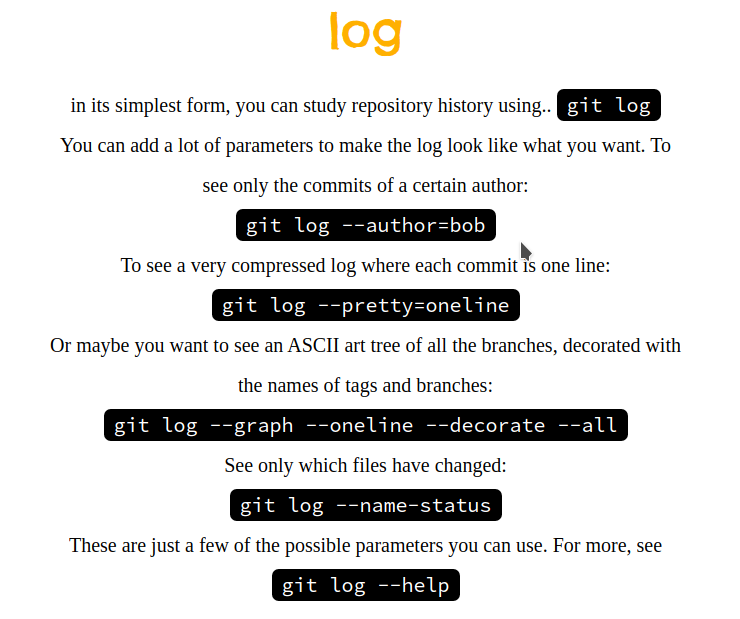 log
in its simplest form, you can study repository history using.. git log
You can add a lot of parameters to make the log look like what you want. To
see only the commits of a certain author:
git log --author=bob
To see a very compressed log where each commit is one line:
git log --pretty=oneline
Or maybe you want to see an ASCII art tree of all the branches, decorated with
the names of tags and branches:
git log --graph --oneline --decorate --all
See only which files have changed:
git log --name-status
These are just a few of the possible parameters you can use. For more, see
git log --help